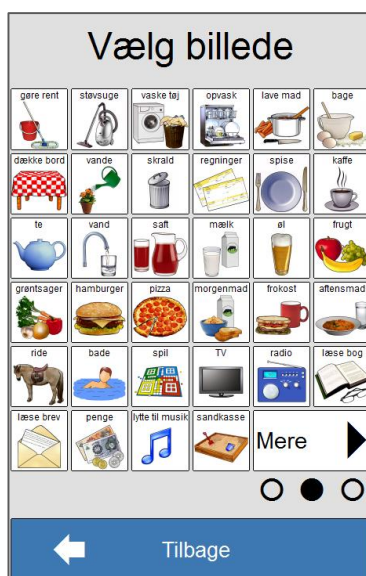 Vælg billede
gøre rent støvsuge vaske tøj opvask lave mad bage
dække bord vande skrald regninger spise kaffe
te vand saft mælk øl frugt
grøntsager hamburger pizza morgenmad frokost aftensmad
ride bade spil TV radio læse bog
læse brev penge lytte til musik sandkasse Mere
Tilbage